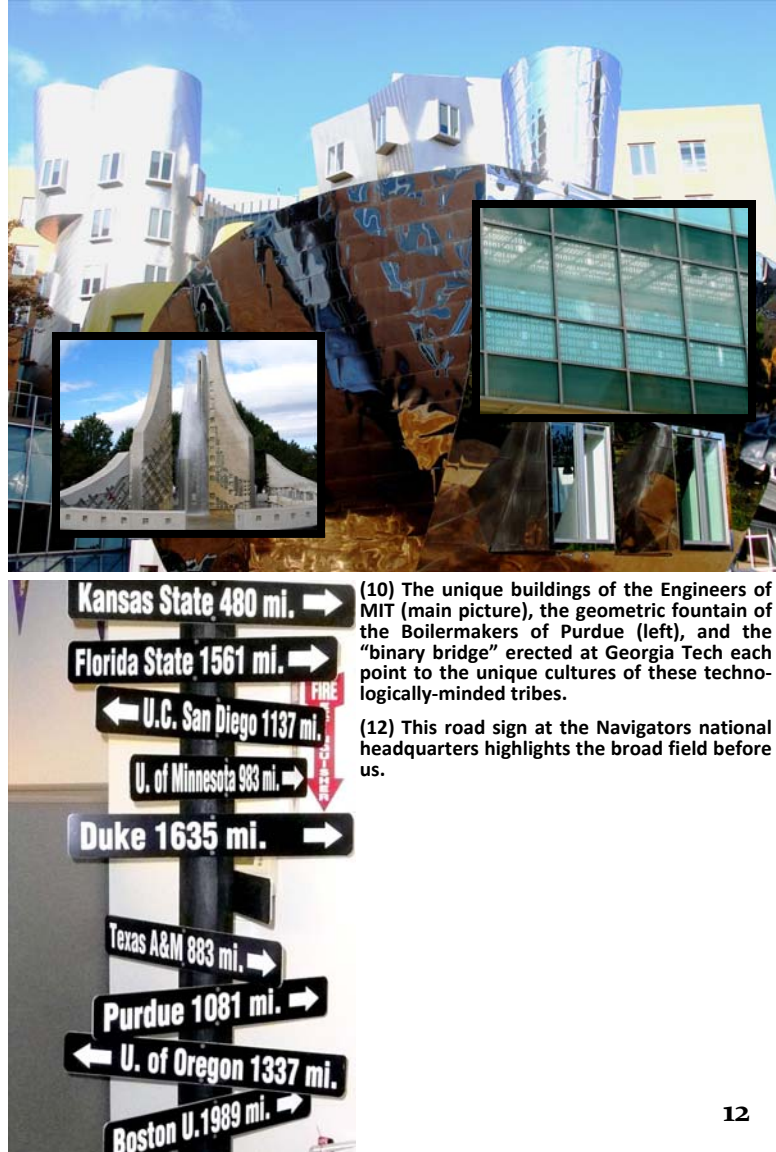 (10) The unique buildings of the Engineers of
MIT (main picture), the geometric fountain of
the Boilermakers of Purdue (left), and the
“binary bridge” erected at Georgia Tech each
point to the unique cultures of these techno-
logically-minded tribes.
(12) This road sign at the Navigators national
headquarters highlights the broad field before
us.
Kansas State 480 mi.
Florida State 1561 mi.
FIRE
U.C. San Diego 1137 mi.
U. of Minnesota 983 mi.
Duke 1635 mi.
Texas A&M 883 mi.
Purdue 1081 mi.
U. of Oregon 1337 mi.
Boston U. 1989 mi.
12